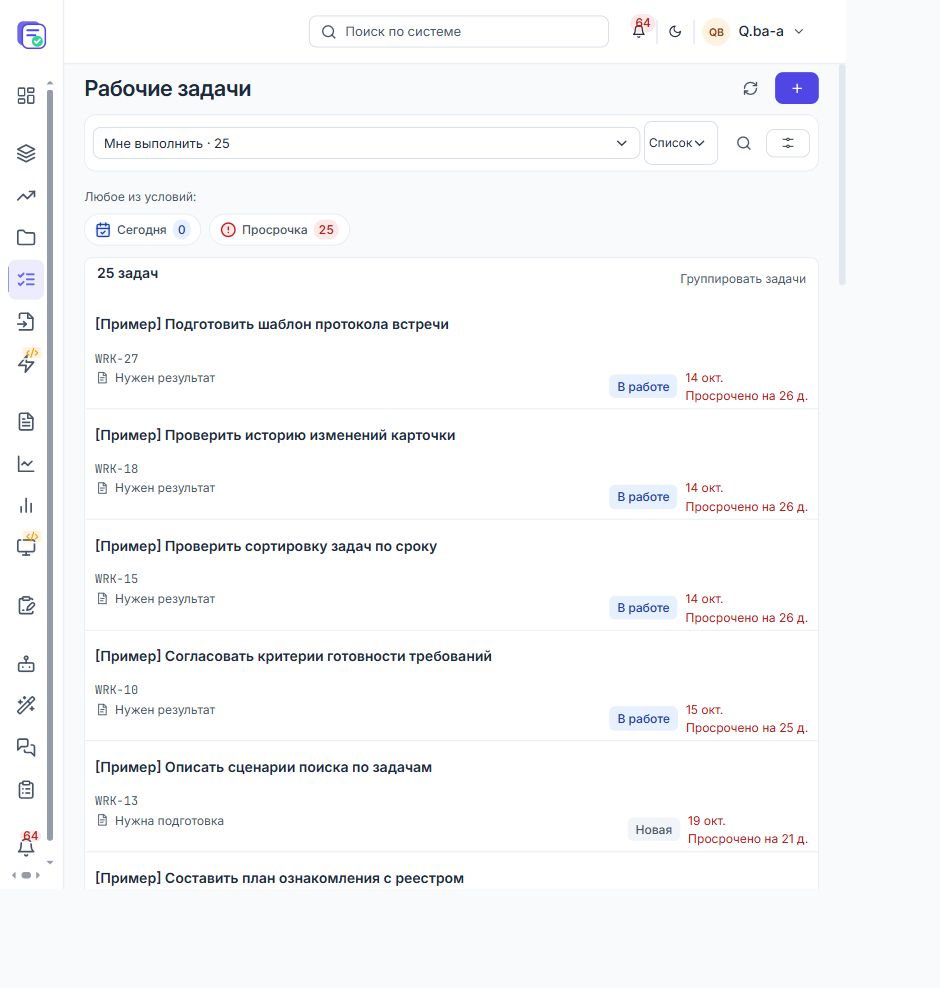 Поиск по системе
64
QB
Q.ba-a
Рабочие задачи
+
Мне выполнить · 25
Список
Любое из условий:
Сегодня 0
Просрочка 25
25 задач
Группировать задачи
[Пример] Подготовить шаблон протокола встречи
WRK-27
Нужен результат
В работе
14 окт.
Просрочено на 26 д.
[Пример] Проверить историю изменений карточки
WRK-18
Нужен результат
В работе
14 окт.
Просрочено на 26 д.
[Пример] Проверить сортировку задач по сроку
WRK-15
Нужен результат
В работе
14 окт.
Просрочено на 26 д.
[Пример] Согласовать критерии готовности требований
WRK-10
Нужен результат
В работе
15 окт.
Просрочено на 25 д.
[Пример] Описать сценарии поиска по задачам
WRK-13
Нужна подготовка
Новая
19 окт.
Просрочено на 21 д.
[Пример] Составить план ознакомления с реестром
</>
</>
64